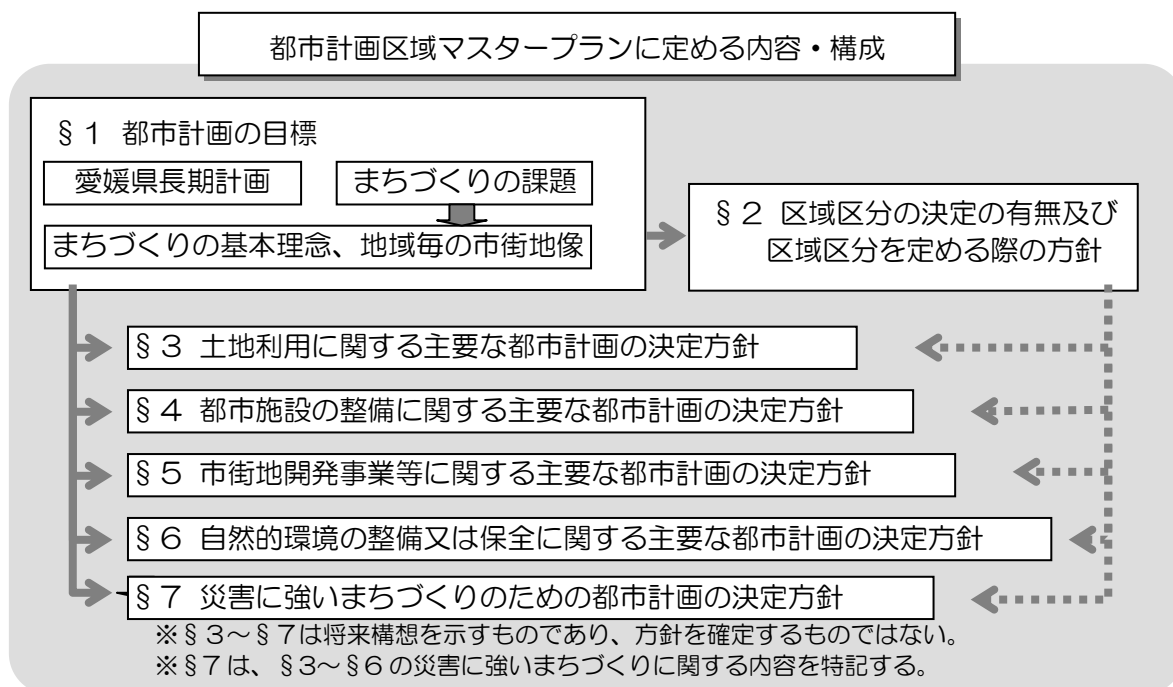 都市計画区域マスタープランに定める内容・構成
§1 都市計画の目標
愛媛県長期計画
まちづくりの課題
まちづくりの基本理念、地域毎の市街地像
§2 区域区分の決定の有無及び
区域区分を定める際の方針
§3 土地利用に関する主要な都市計画の決定方針
§4 都市施設の整備に関する主要な都市計画の決定方針
§5 市街地開発事業等に関する主要な都市計画の決定方針
§6 自然的環境の整備又は保全に関する主要な都市計画の決定方針
§7 災害に強いまちづくりのための都市計画の決定方針
※§3~§7は将来構想を示すものであり、方針を確定するものではない。
※§7は、§3~§6の災害に強いまちづくりに関する内容を特記する。